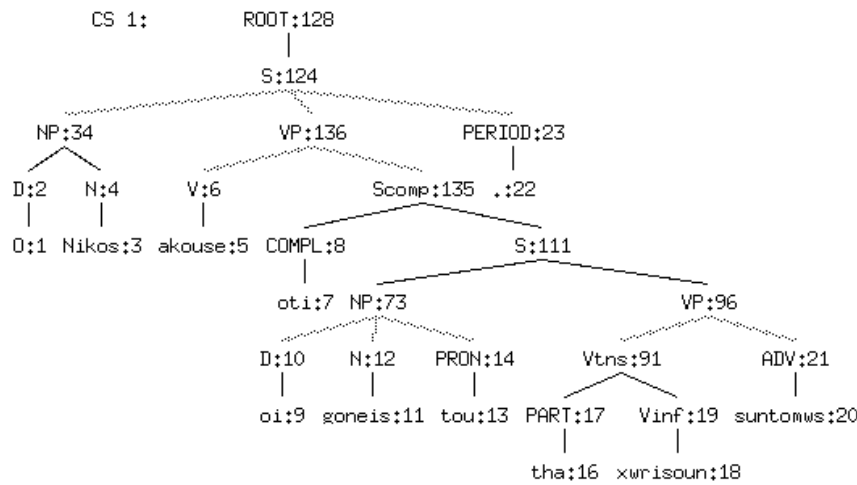 CS 1: ROOT:128
S:124
NP:34 VP:136 PERIOD:23
D:2 N:4 V:6 Scomp:135 .:22
O:1 Nikos:3 akouse:5 COMPL:8 S:111
oti:7 NP:73 VP:96
D:10 N:12 PRON:14 Vtns:91 ADV:21
oi:9 goneis:11 tou:13 PART:17 Vinf:19 suntomws:20
tha:16 xwrisoun:18